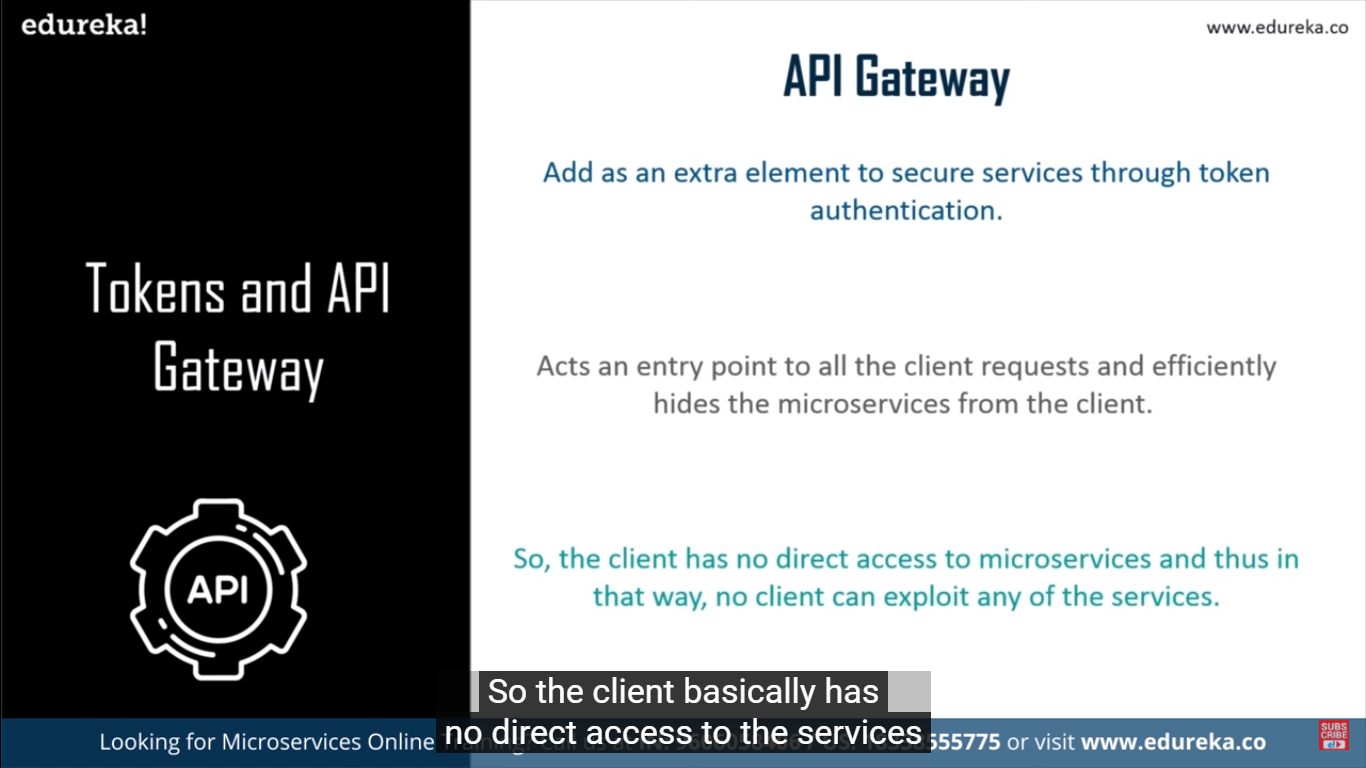 edureka!
www.edureka.co
API Gateway
Add as an extra element to secure services through token
authentication.
Tokens and API
Gateway
Acts an entry point to all the client requests and efficiently
hides the microservices from the client.
API
So, the client has no direct access to microservices and thus in
that way, no client can exploit any of the services.
So the client basically has
no direct access to the services
Looking for Microservices Online
555775 or visit www.edureka.co
SUBS
CRIBE